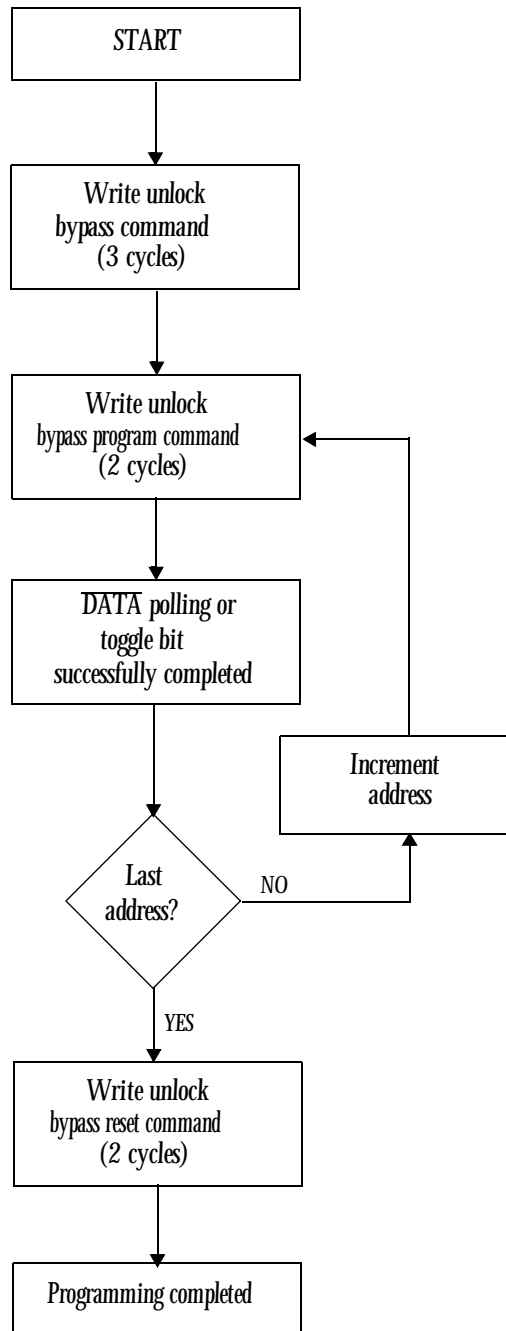 START
Write unlock
bypass command
(3 cycles)
Write unlock
bypass program command
(2 cycles)
D̅A̅T̅A̅ polling or
toggle bit
successfully completed
Increment
address
Last
address?
NO
YES
Write unlock
bypass reset command
(2 cycles)
Programming completed